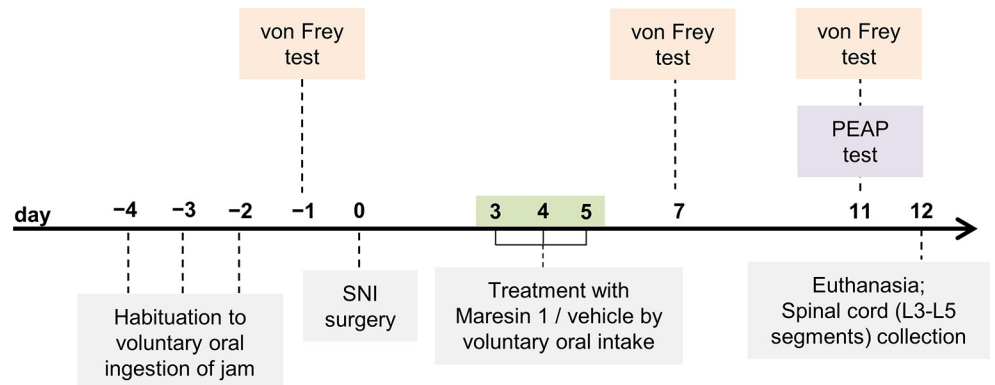 von Frey
test
von Frey
test
von Frey
test
PEAP
test
day
−4 −3 −2 −1 0 3 4 5 7 11 12
Habituation to
voluntary oral
ingestion of jam
SNI
surgery
Treatment with
Maresin 1 / vehicle by
voluntary oral intake
Euthanasia;
Spinal cord (L3-L5
segments) collection